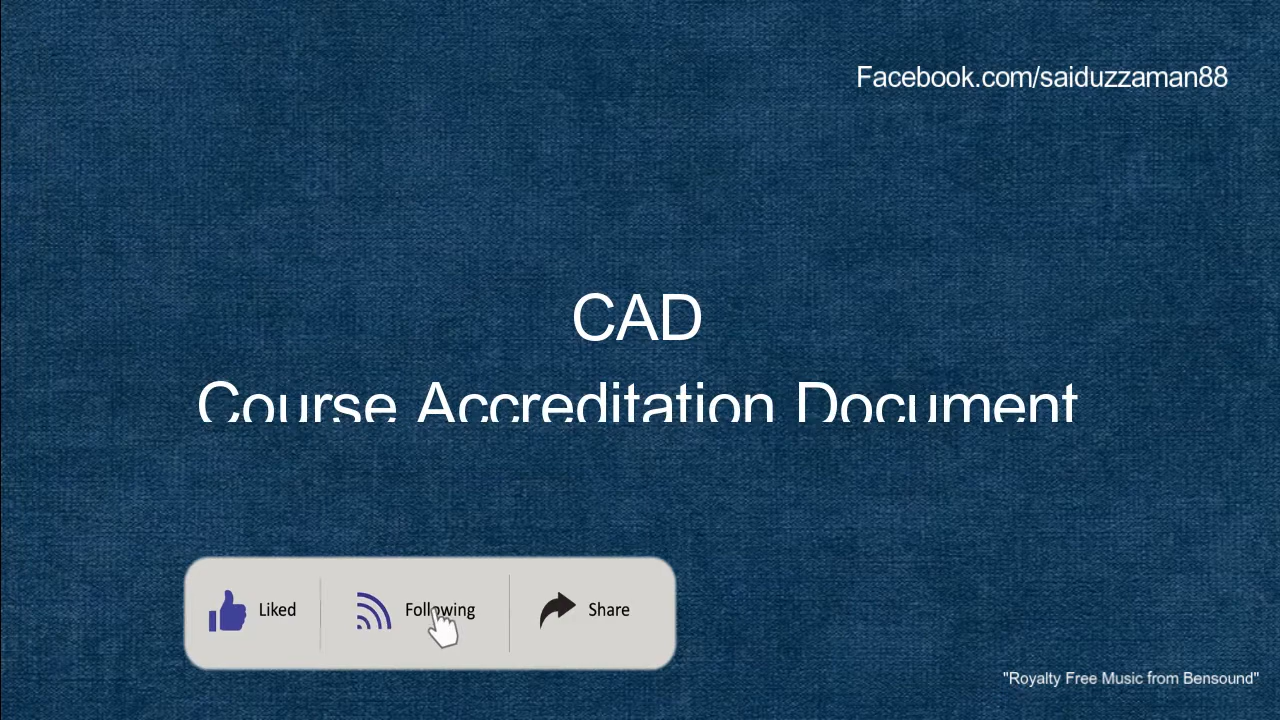 Facebook.com/saiduzzaman88
CAD
Course Accreditation Document
Liked Following Share
"Royalty Free Music from Bensound"